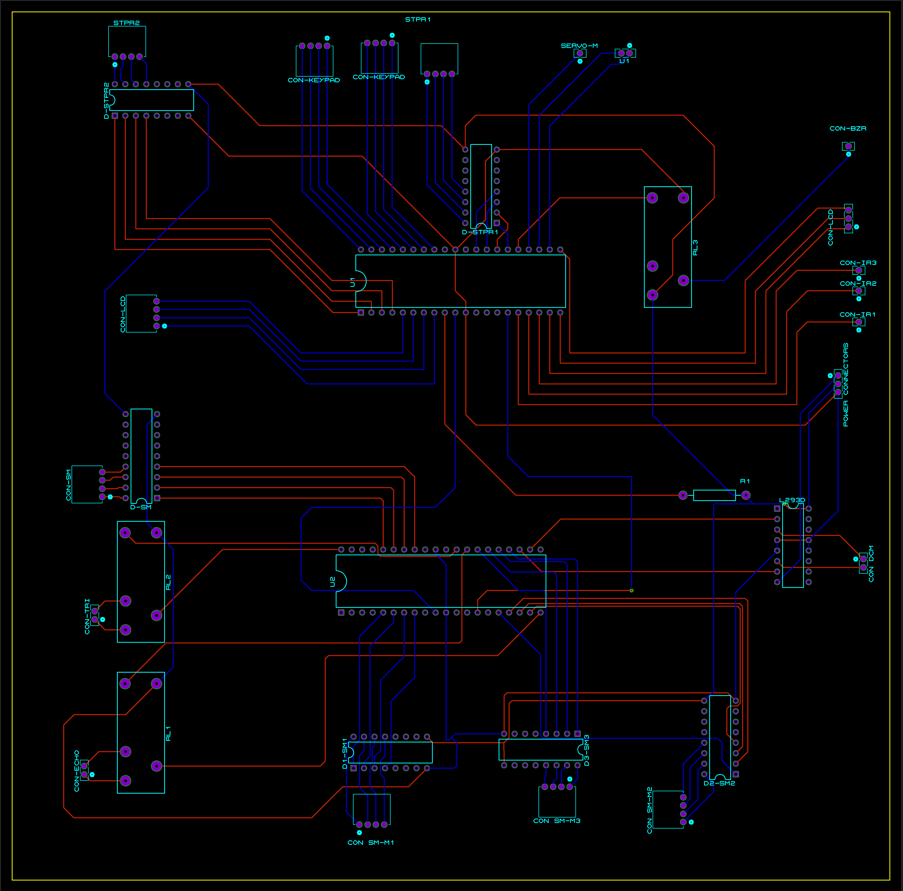 STPR2
STPR1
SERVO-M
U1
CON-KEYPAD
CON-KEYPAD
D-STPR2
CON-BZR
CON-LCD
D-STPR1
RL3
CON-IR3
U1
CON-IR2
CON-LCD
CON-IR1
POWER CONNECTORS
CON-SM
R1
D-SM
L293D
CON DCM
RL2
U2
CON-TRI
RL1
D1-SM1
D3-SM3
CON-ECHO
D2-SM2
CON SM-M2
CON SM-M3
CON SM-M1